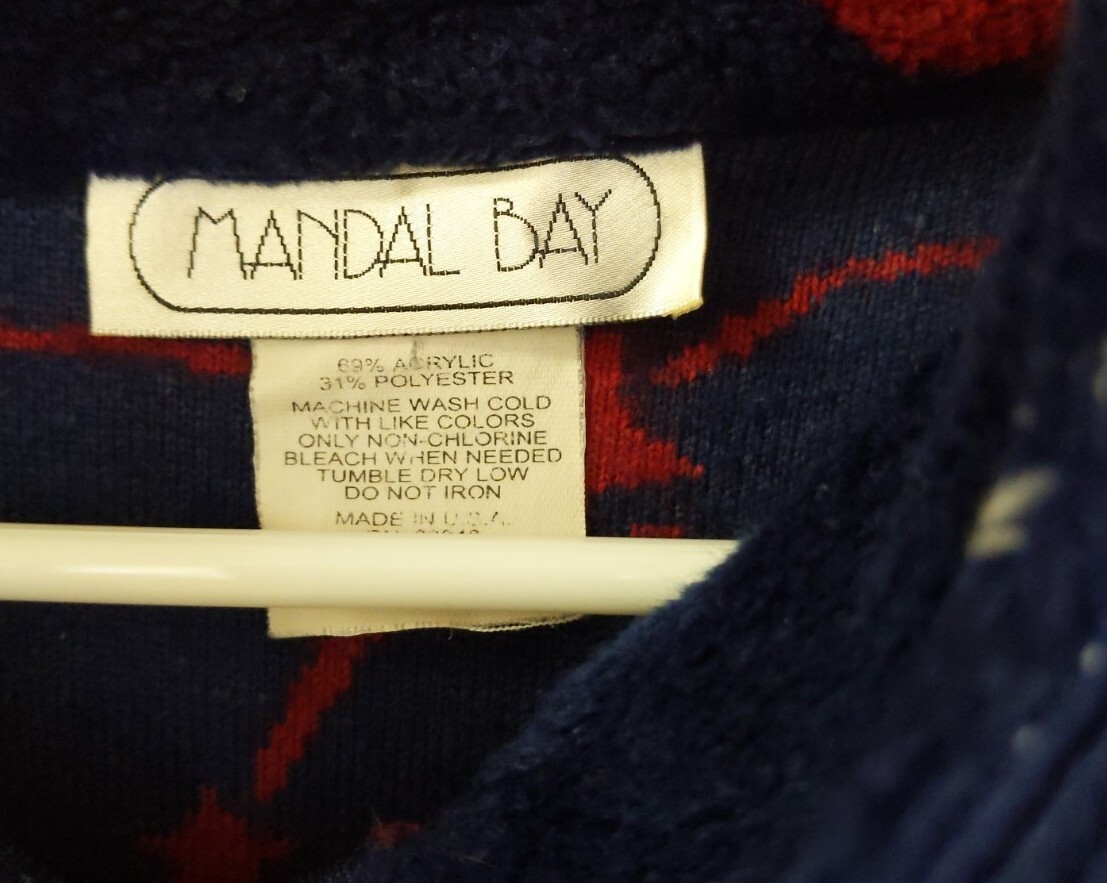 MANDAL BAY
69% ACRYLIC
31% POLYESTER
MACHINE WASH COLD
WITH LIKE COLORS
ONLY NON-CHLORINE
BLEACH WHEN NEEDED
TUMBLE DRY LOW
DO NOT IRON
MADE IN U.S.A.